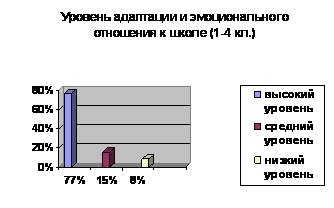 Уровень адаптации и эмоционального
отношения к школе (1-4 кл.)
80%
60%
40%
20%
0%
77% 15% 8%
высокий
уровень
средний
уровень
низкий
уровень